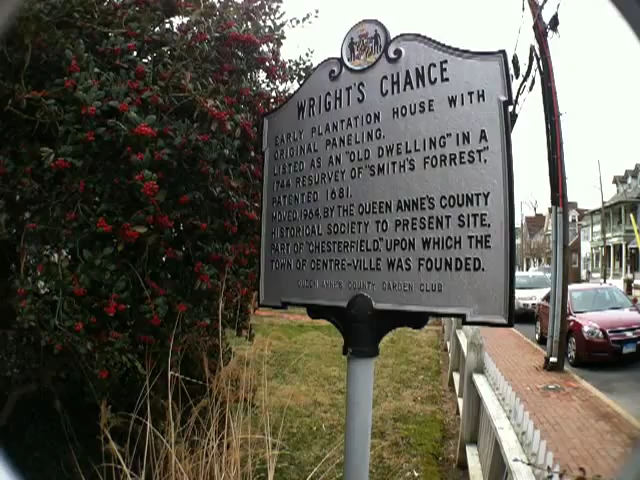 WRIGHT'S CHANCE
EARLY PLANTATION HOUSE WITH
ORIGINAL PANELING.
LISTED AS AN "OLD DWELLING" IN A
1744 RESURVEY OF "SMITH'S FORREST,"
PATENTED 1681.
MOVED, 1964, BY THE QUEEN ANNE'S COUNTY
HISTORICAL SOCIETY TO PRESENT SITE,
PART OF "CHESTERFIELD," UPON WHICH THE
TOWN OF CENTRE-VILLE WAS FOUNDED.
QUEEN ANNE'S COUNTY GARDEN CLUB